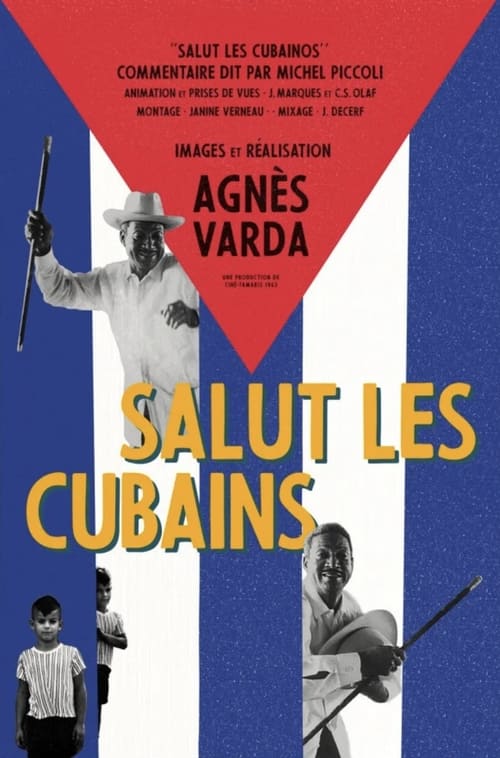 "SALUT LES CUBAINOS"
COMMENTAIRE DIT PAR MICHEL PICCOLI
ANIMATION ET PRISES DE VUES · J. MARQUES ET C.S. OLAF
MONTAGE · JANINE VERNEAU · · MIXAGE · J. DECERF
IMAGES ET RÉALISATION
AGNÈS
VARDA
UNE PRODUCTION DE
CINÉ-TAMARIS 1963
SALUT LES
CUBAINS